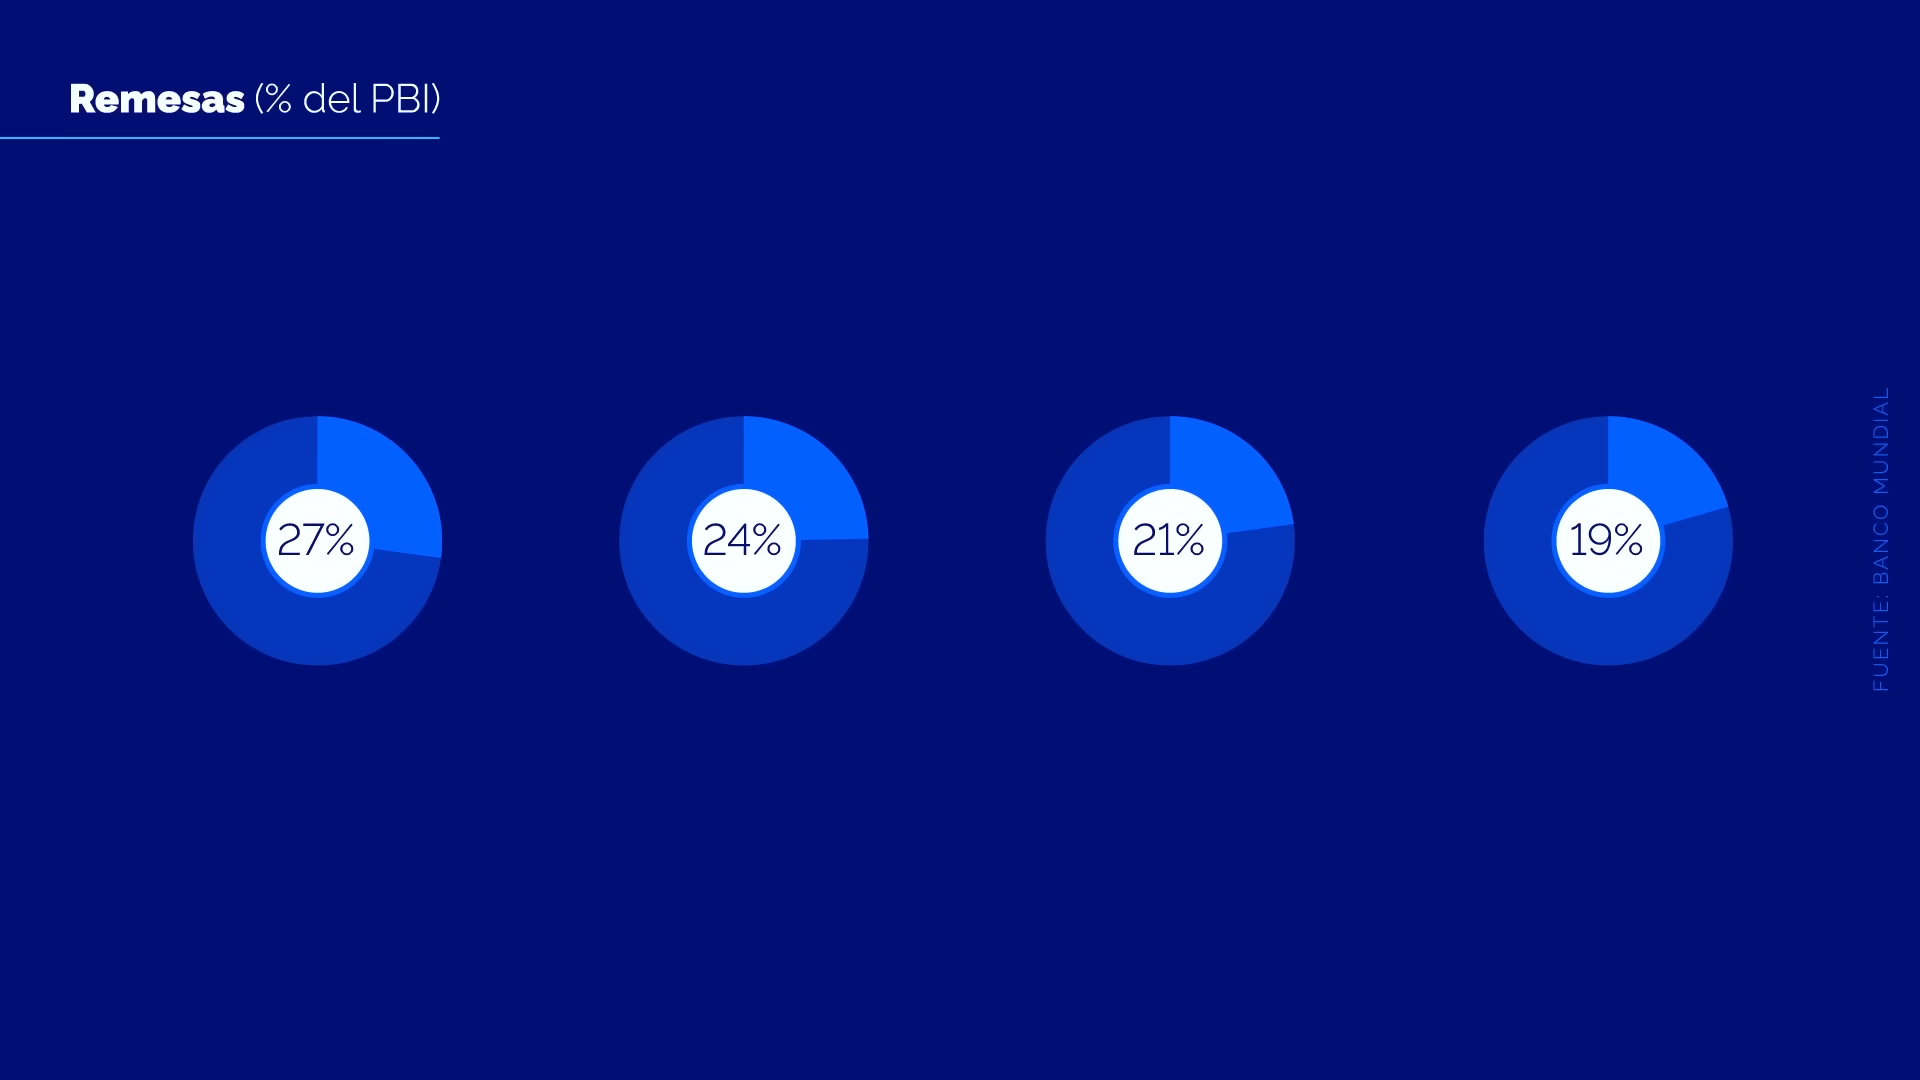 Remesas (% del PBI)
27%
24%
21%
19%
FUENTE: BANCO MUNDIAL